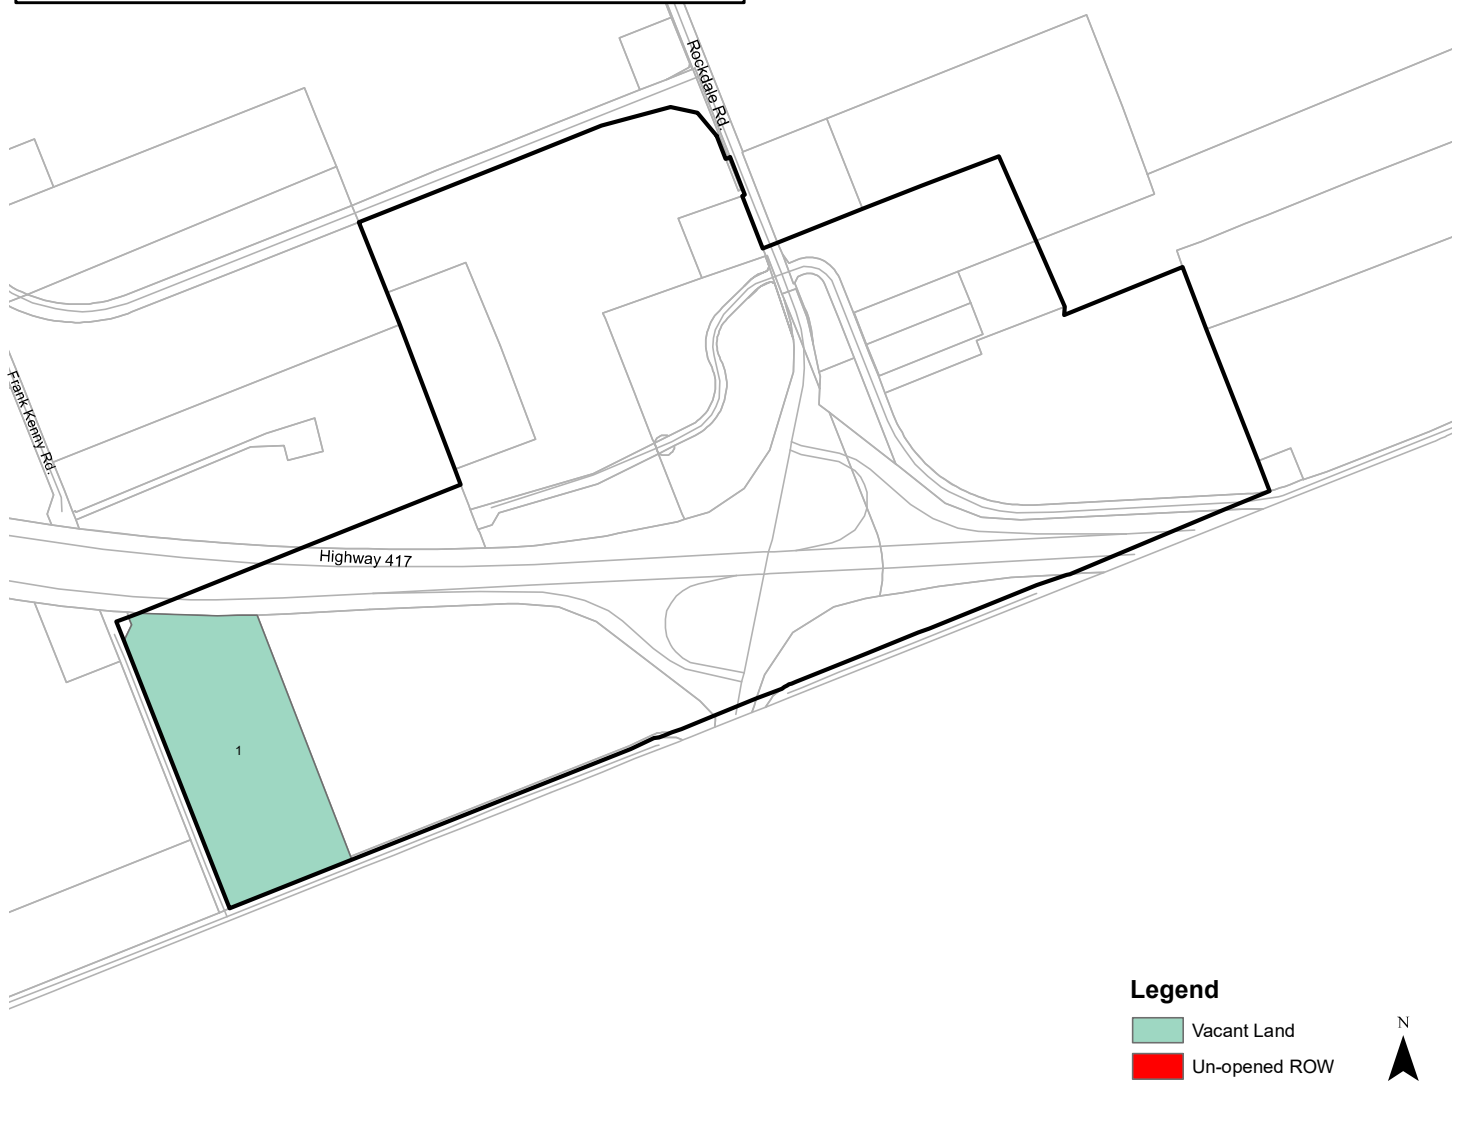 Rockdale Rd.
Frank Kenny Rd.
Highway 417
1
Legend
Vacant Land
Un-opened ROW
N